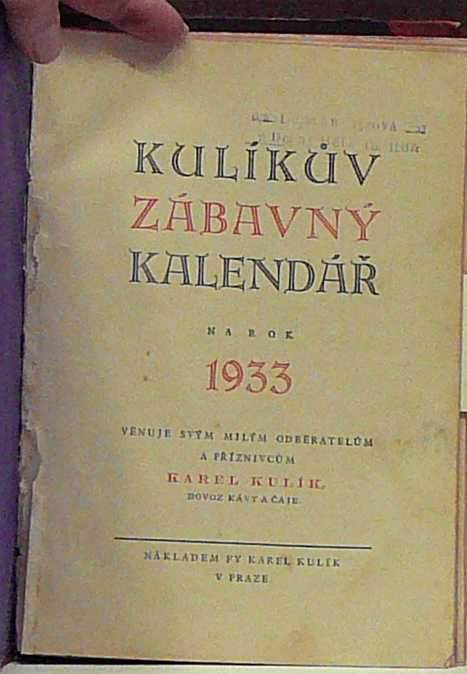 KULÍKŮV
ZÁBAVNÝ
KALENDÁŘ
NA ROK
1933
VĚNUJE SVÝM MILÝM ODBĚRATELŮM
A PŘÍZNIVCŮM
KAREL KULÍK,
DOVOZ KÁVY A ČAJE.
NÁKLADEM FY KAREL KULÍK
V PRAZE.